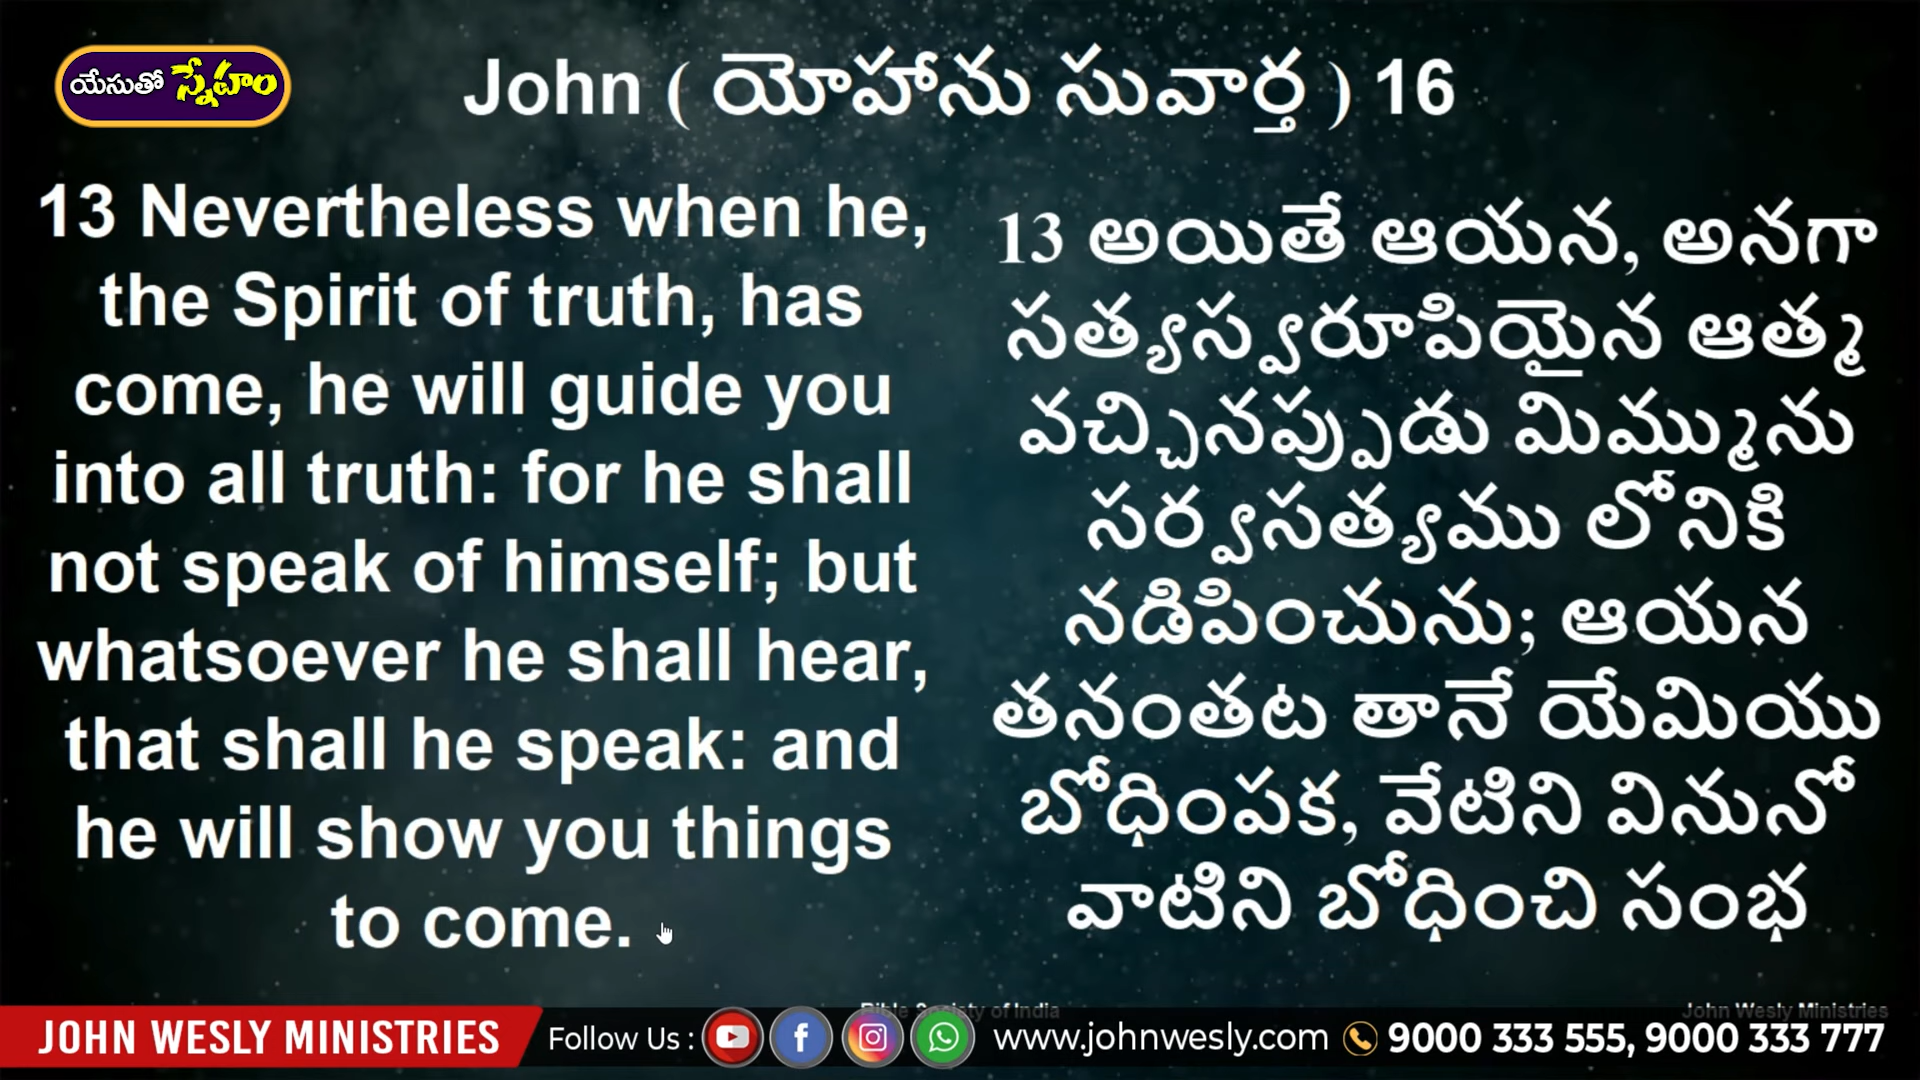 యేసుతో స్నేహం
John ( యోహాను సువార్త ) 16
13 Nevertheless when he,
the Spirit of truth, has
come, he will guide you
into all truth: for he shall
not speak of himself; but
whatsoever he shall hear,
that shall he speak: and
he will show you things
to come.
13 అయితే ఆయన, అనగా
సత్యస్వరూపియైన ఆత్మ
వచ్చినప్పుడు మిమ్మును
సర్వసత్యము లోనికి
నడిపించును; ఆయన
తనంతట తానే యేమియు
బోధింపక, వేటిని వినునో
వాటిని బోధించి సంభ
Bible Society of India
John Wesly Ministries
JOHN WESLY MINISTRIES
Follow Us :
www.johnwesly.com
9000 333 555, 9000 333 777